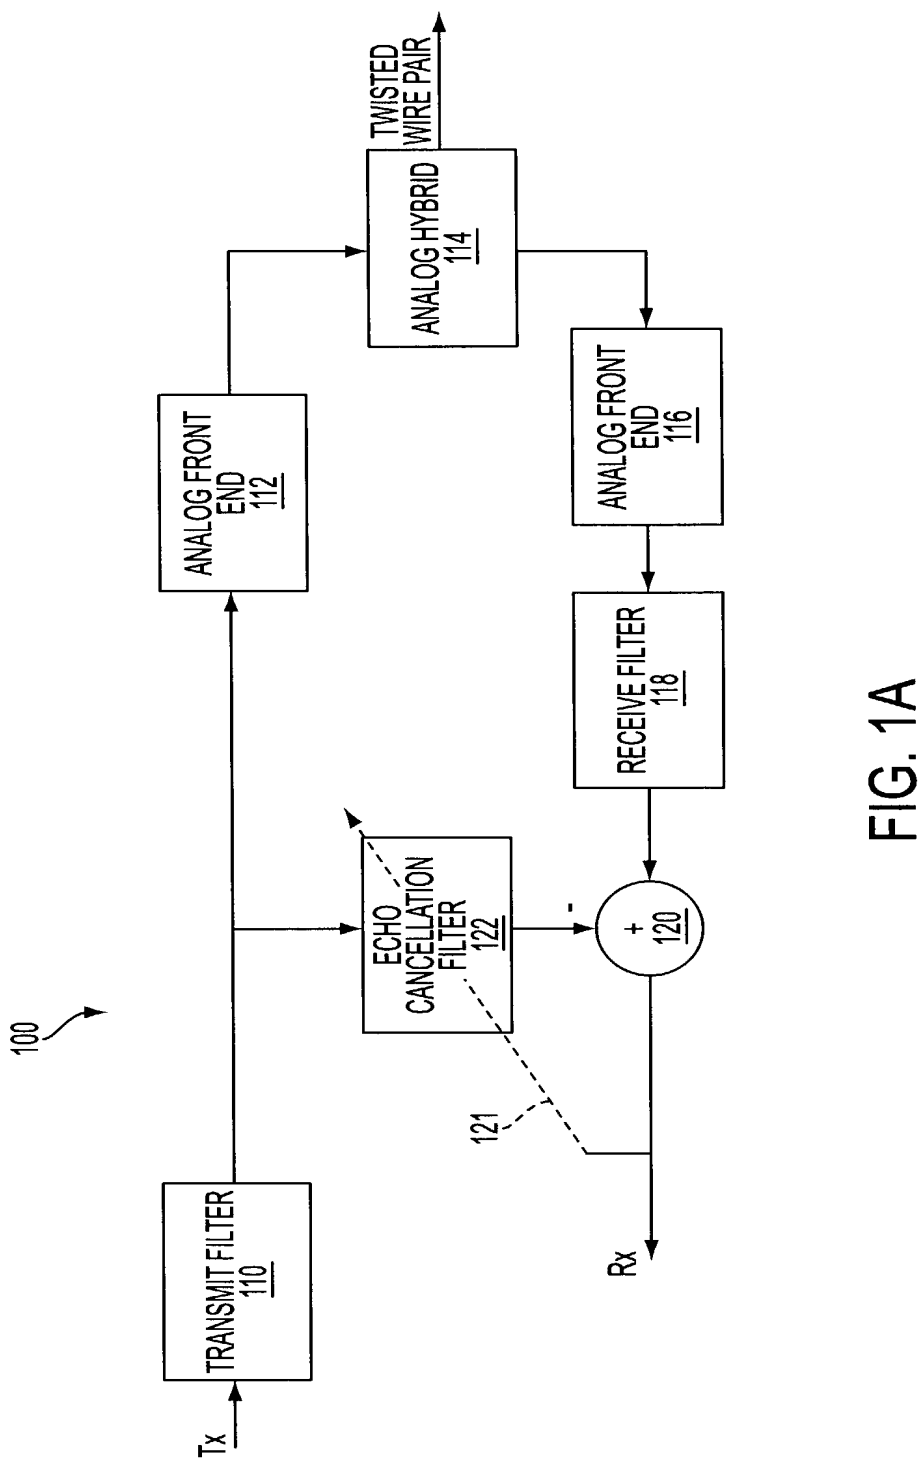 100
Tx
TRANSMIT FILTER
110
ANALOG FRONT
END
112
TWISTED
WIRE PAIR
ANALOG HYBRID
114
ECHO
CANCELLATION
FILTER
122
121
ANALOG FRONT
END
116
RECEIVE FILTER
118
-
+
120
Rx
FIG. 1A